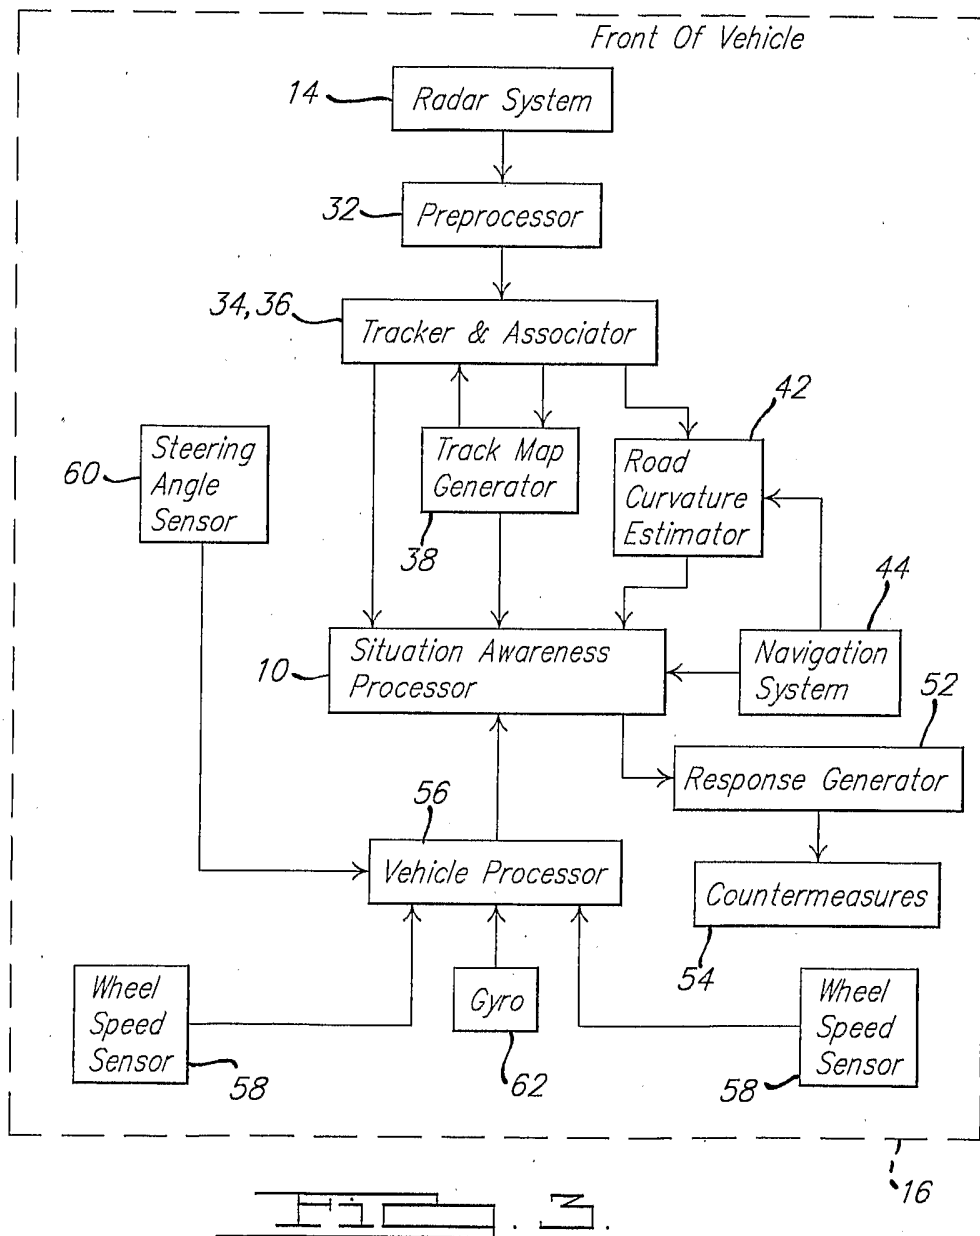 Front Of Vehicle
14
Radar System
32
Preprocessor
34,36
Tracker & Associator
42
Steering
Angle
Sensor
60
Track Map
Generator
38
Road
Curvature
Estimator
44
10
Situation Awareness
Processor
Navigation
System
52
Response Generator
56
Vehicle Processor
Countermeasures
54
Wheel
Speed
Sensor
58
Gyro
62
Wheel
Speed
Sensor
58
16
FIG. 3.